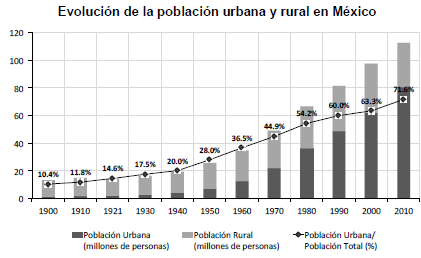 Evolución de la población urbana y rural en México
120
100
80
60
40
20
0
10.4% 11.8% 14.6% 17.5% 20.0% 28.0% 36.5% 44.9% 54.2% 60.0% 63.3% 71.6%
1900 1910 1921 1930 1940 1950 1960 1970 1980 1990 2000 2010
Población Urbana Población Rural Población Urbana/
(millones de personas) (millones de personas) Población Total (%)